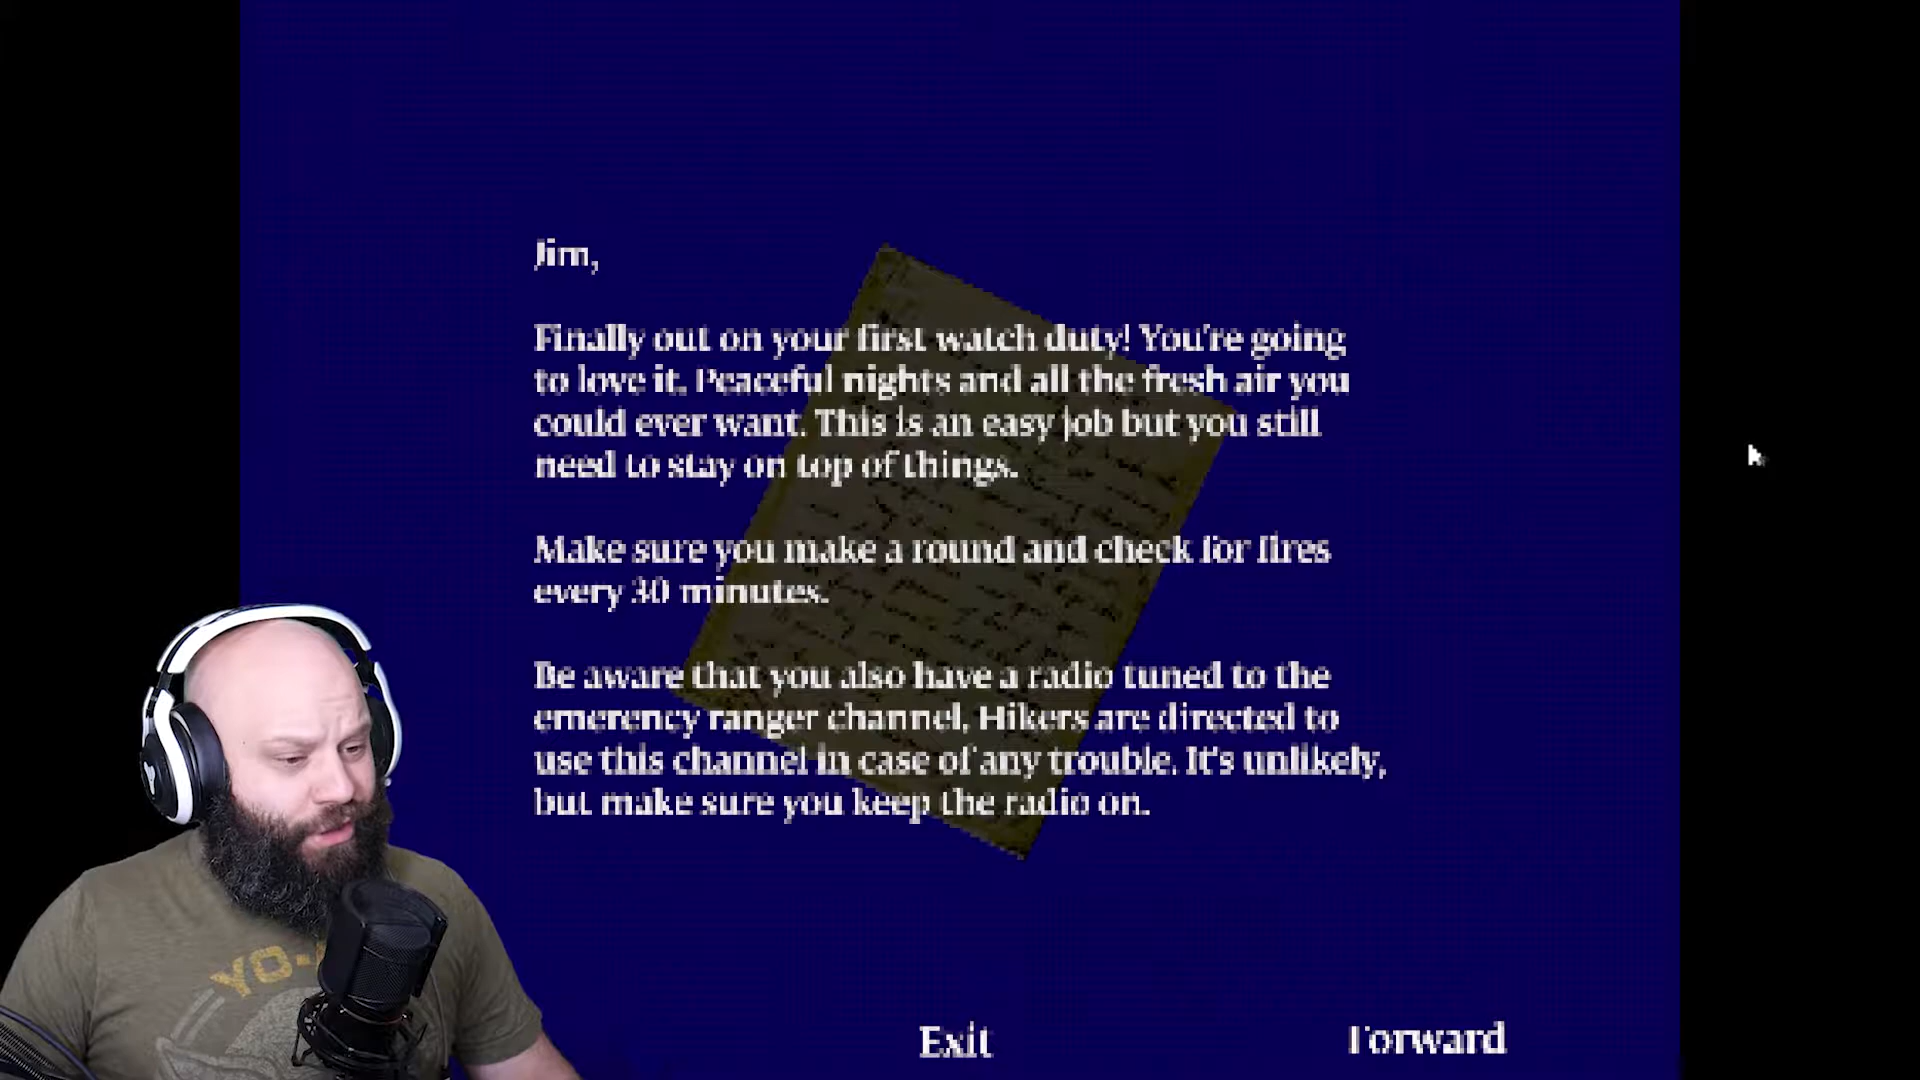 Jim,
Finally out on your first watch duty! You're going
to love it. Peaceful nights and all the fresh air you
could ever want. This is an easy job but you still
need to stay on top of things.
Make sure you make a round and check for fires
every 30 minutes.
Be aware that you also have a radio tuned to the
emerency ranger channel. Hikers are directed to
use this channel in case of any trouble. It's unlikely,
but make sure you keep the radio on.
YO-
Exit
Forward